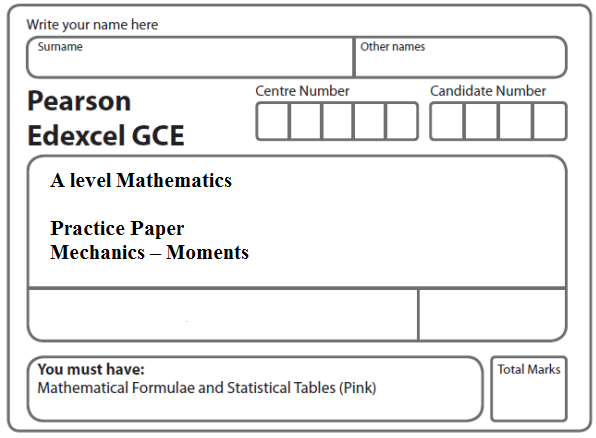 Write your name here
Surname
Other names
Pearson
Edexcel GCE
Centre Number
Candidate Number
A level Mathematics
Practice Paper
Mechanics – Moments
You must have:
Mathematical Formulae and Statistical Tables (Pink)
Total Marks